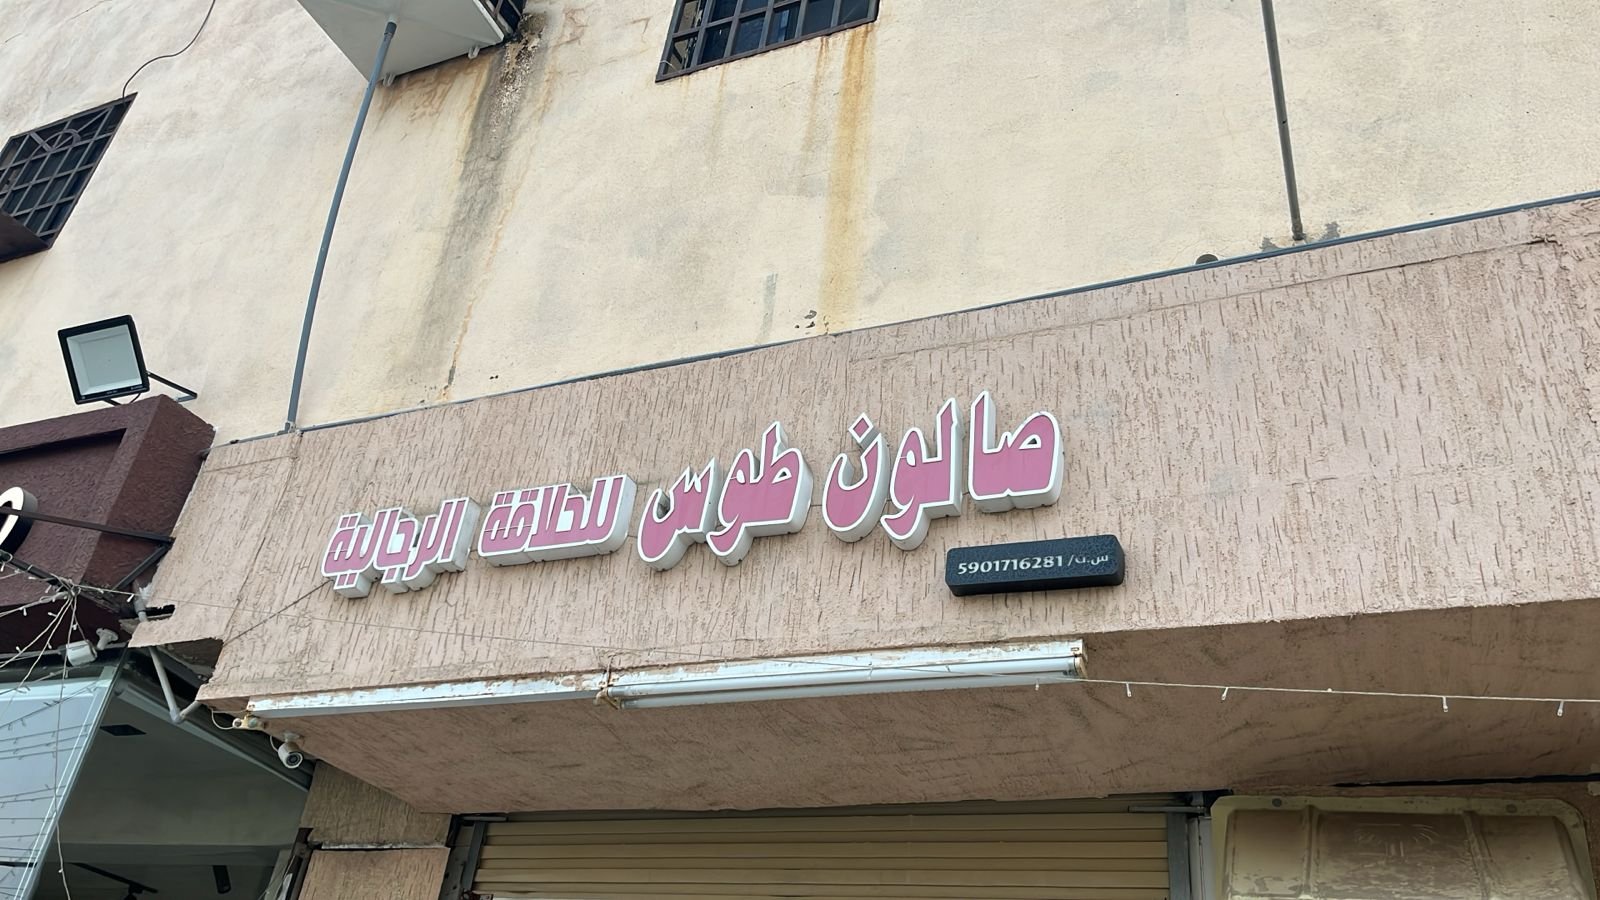 صالون طوس للحلاقة الرجالية
س.ت/ 5901716281